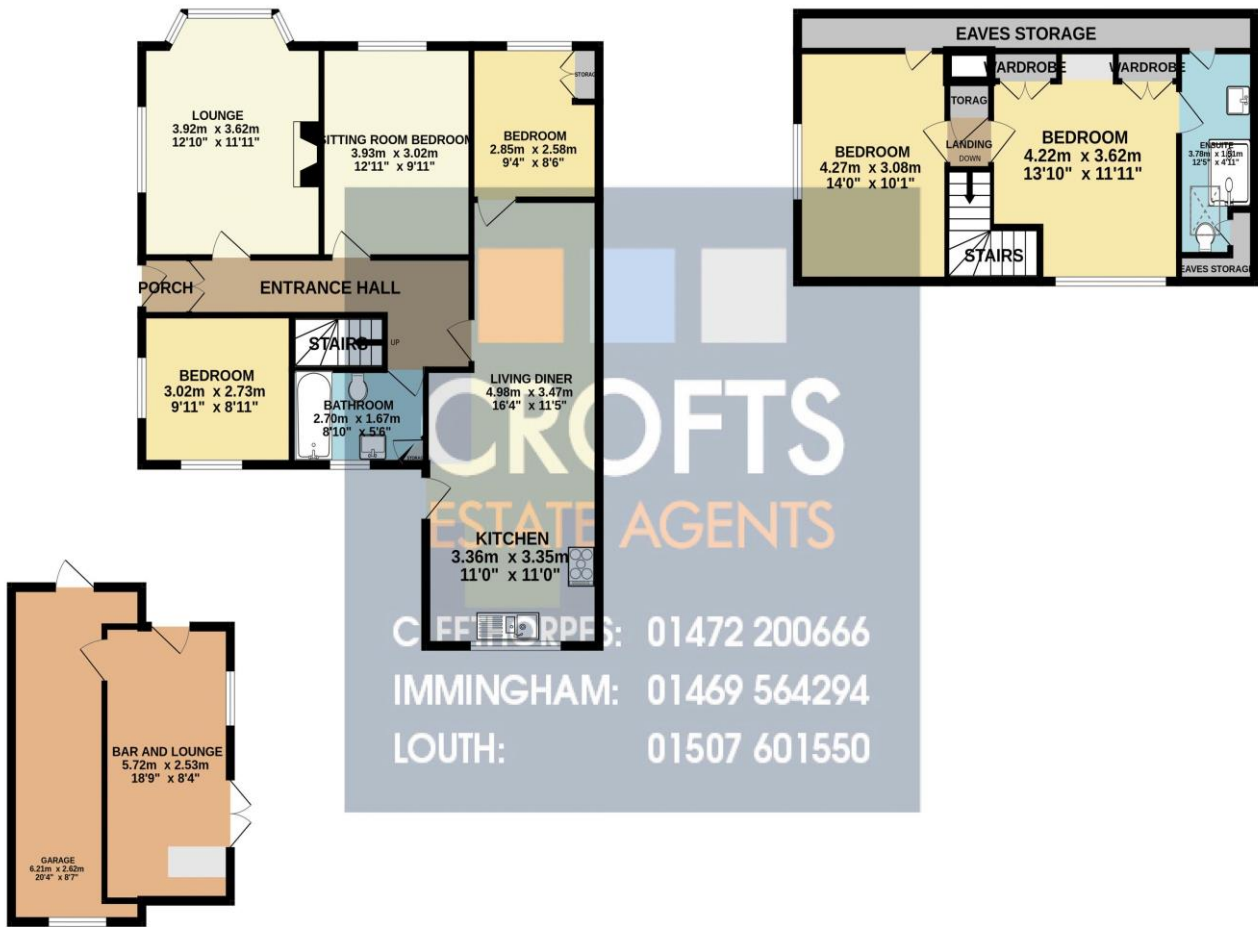 LOUNGE
3.92m x 3.62m
12'10" x 11'11"
SITTING ROOM BEDROOM
3.93m x 3.02m
12'11" x 9'11"
STORAGE
BEDROOM
2.85m x 2.58m
9'4" x 8'6"
PORCH
ENTRANCE HALL
STAIRS
UP
BEDROOM
3.02m x 2.73m
9'11" x 8'11"
BATHROOM
2.70m x 1.67m
8'10" x 5'6"
STORAGE
LIVING DINER
4.98m x 3.47m
16'4" x 11'5"
KITCHEN
3.36m x 3.35m
11'0" x 11'0"
EAVES STORAGE
WARDROBE
WARDROBE
TORAG
LANDING
DOWN
BEDROOM
4.27m x 3.08m
14'0" x 10'1"
BEDROOM
4.22m x 3.62m
13'10" x 11'11"
ENSUITE
3.78m x 1.51m
12'5" x 4'11"
STAIRS
EAVES STORAGE
BAR AND LOUNGE
5.72m x 2.53m
18'9" x 8'4"
GARAGE
6.21m x 2.62m
20'4" x 8'7"
CROFTS
ESTATE AGENTS
CLEETHORPES: 01472 200666
IMMINGHAM: 01469 564294
LOUTH: 01507 601550